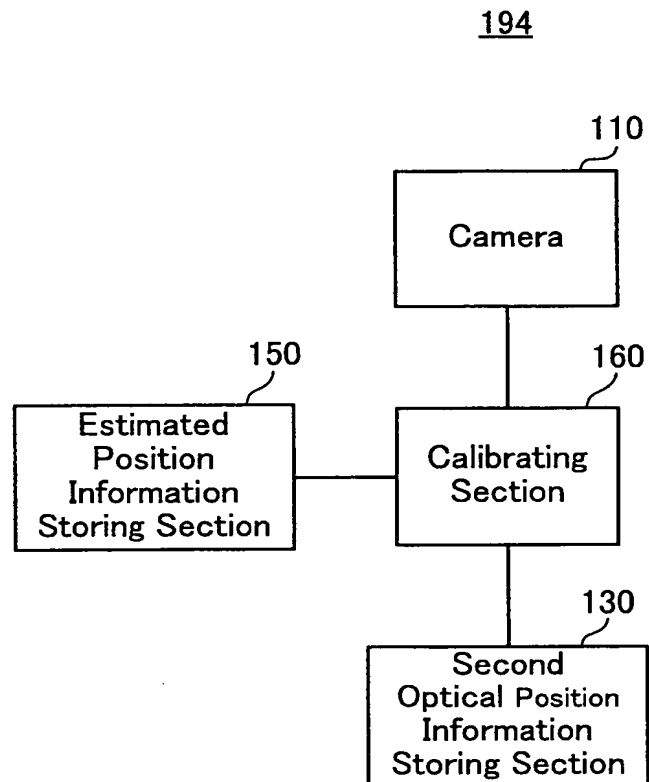 194
110
Camera
150
160
Estimated
Position
Information
Storing Section
Calibrating
Section
130
Second
Optical Position
Information
Storing Section